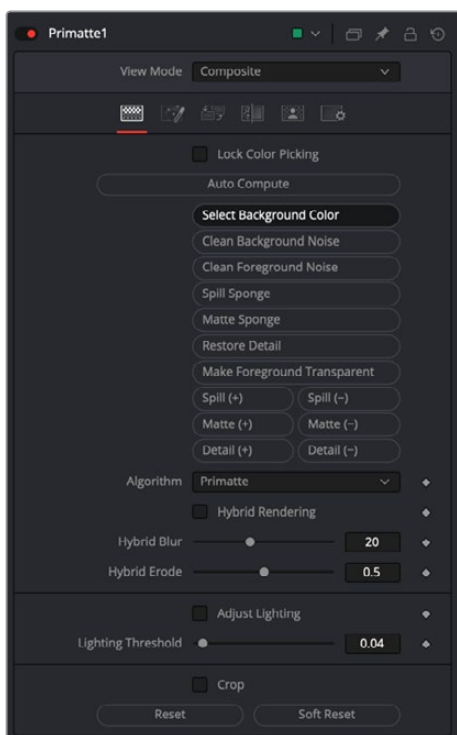 Primatte1
View Mode Composite
Lock Color Picking
Auto Compute
Select Background Color
Clean Background Noise
Clean Foreground Noise
Spill Sponge
Matte Sponge
Restore Detail
Make Foreground Transparent
Spill (+) Spill (−)
Matte (+) Matte (−)
Detail (+) Detail (−)
Algorithm Primatte
Hybrid Rendering
Hybrid Blur 20
Hybrid Erode 0.5
Adjust Lighting
Lighting Threshold 0.04
Crop
Reset Soft Reset